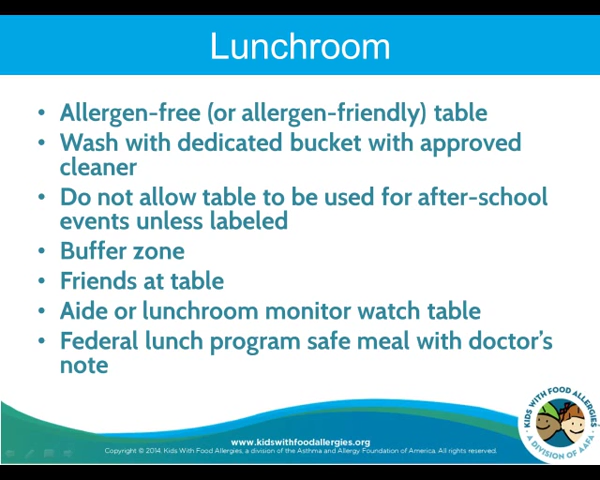 Lunchroom
• Allergen-free (or allergen-friendly) table
• Wash with dedicated bucket with approved
cleaner
• Do not allow table to be used for after-school
events unless labeled
• Buffer zone
• Friends at table
• Aide or lunchroom monitor watch table
• Federal lunch program safe meal with doctor's
note
KIDS WITH FOOD ALLERGIES
• A DIVISION OF AAFA •
www.kidswithfoodallergies.org
Copyright © 2014, Kids With Food Allergies, a division of the Asthma and Allergy Foundation of America. All rights reserved.